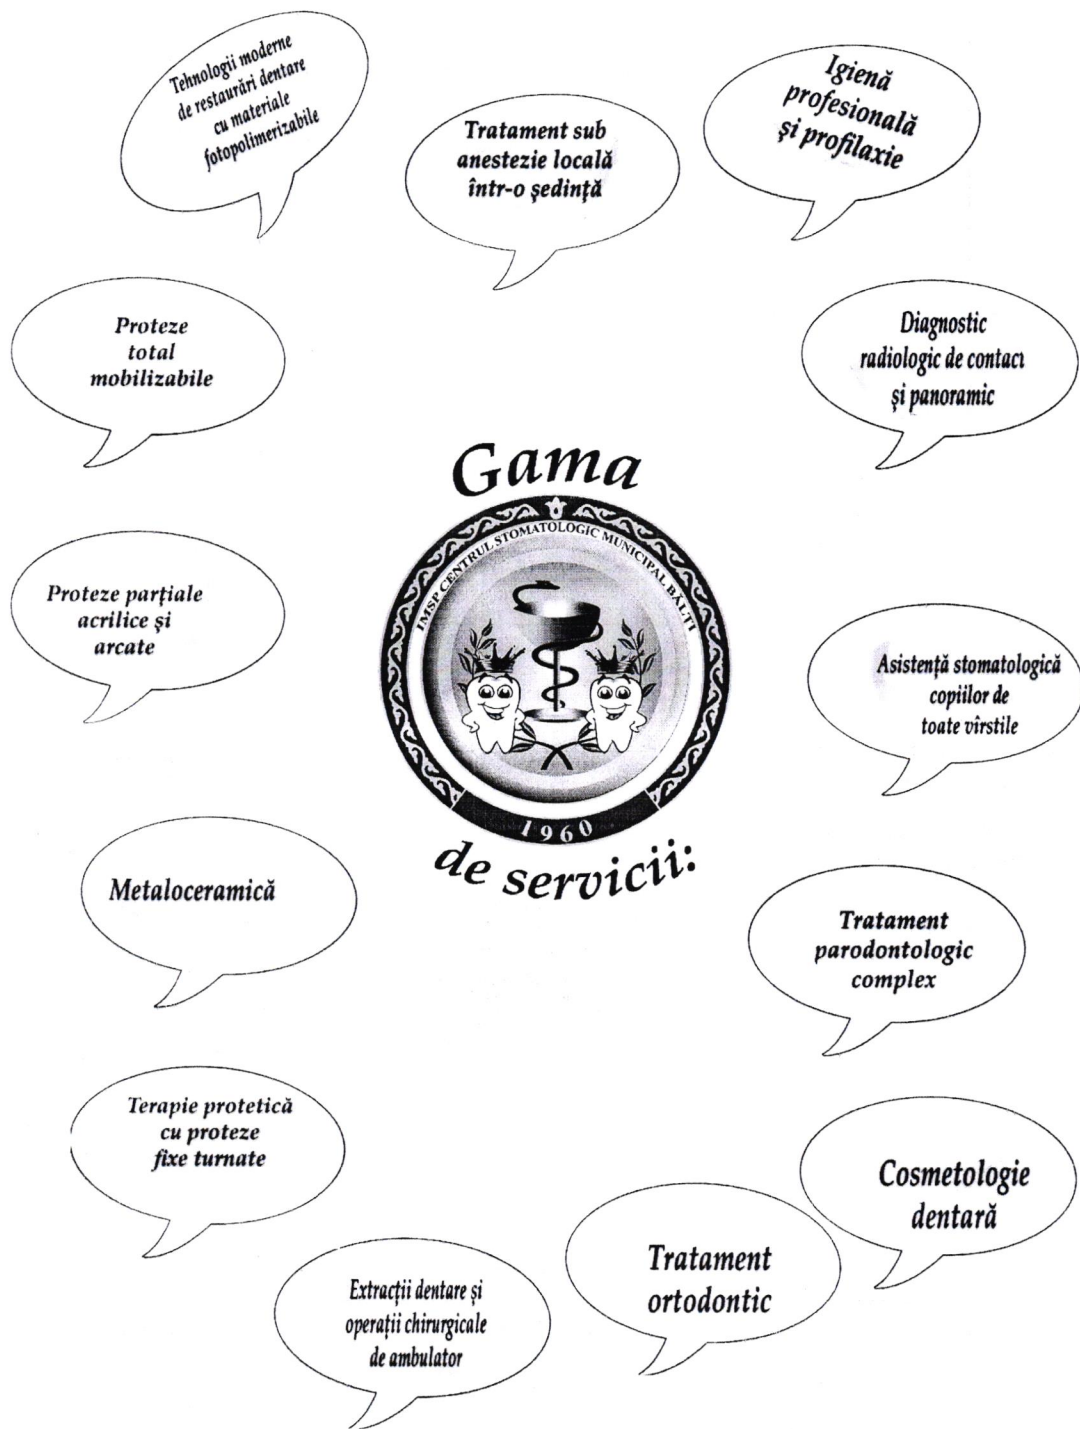 Tehnologii moderne
de restaurări dentare
cu materiale
fotopolimerizabile
Tratament sub
anestezie locală
într-o ședință
Igienă
profesională
și profilaxie
Proteze
total
mobilizabile
Diagnostic
radiologic de contact
și panoramic
Gama
IMSP CENTRUL STOMATOLOGIC MUNICIPAL BĂLȚI
1960
de servicii:
Proteze parțiale
acrilice și
arcate
Asistență stomatologică
copiilor de
toate vîrstile
Metaloceramică
Tratament
parodontologic
complex
Terapie protetică
cu proteze
fixe turnate
Cosmetologie
dentară
Extracții dentare și
operații chirurgicale
de ambulator
Tratament
ortodontic